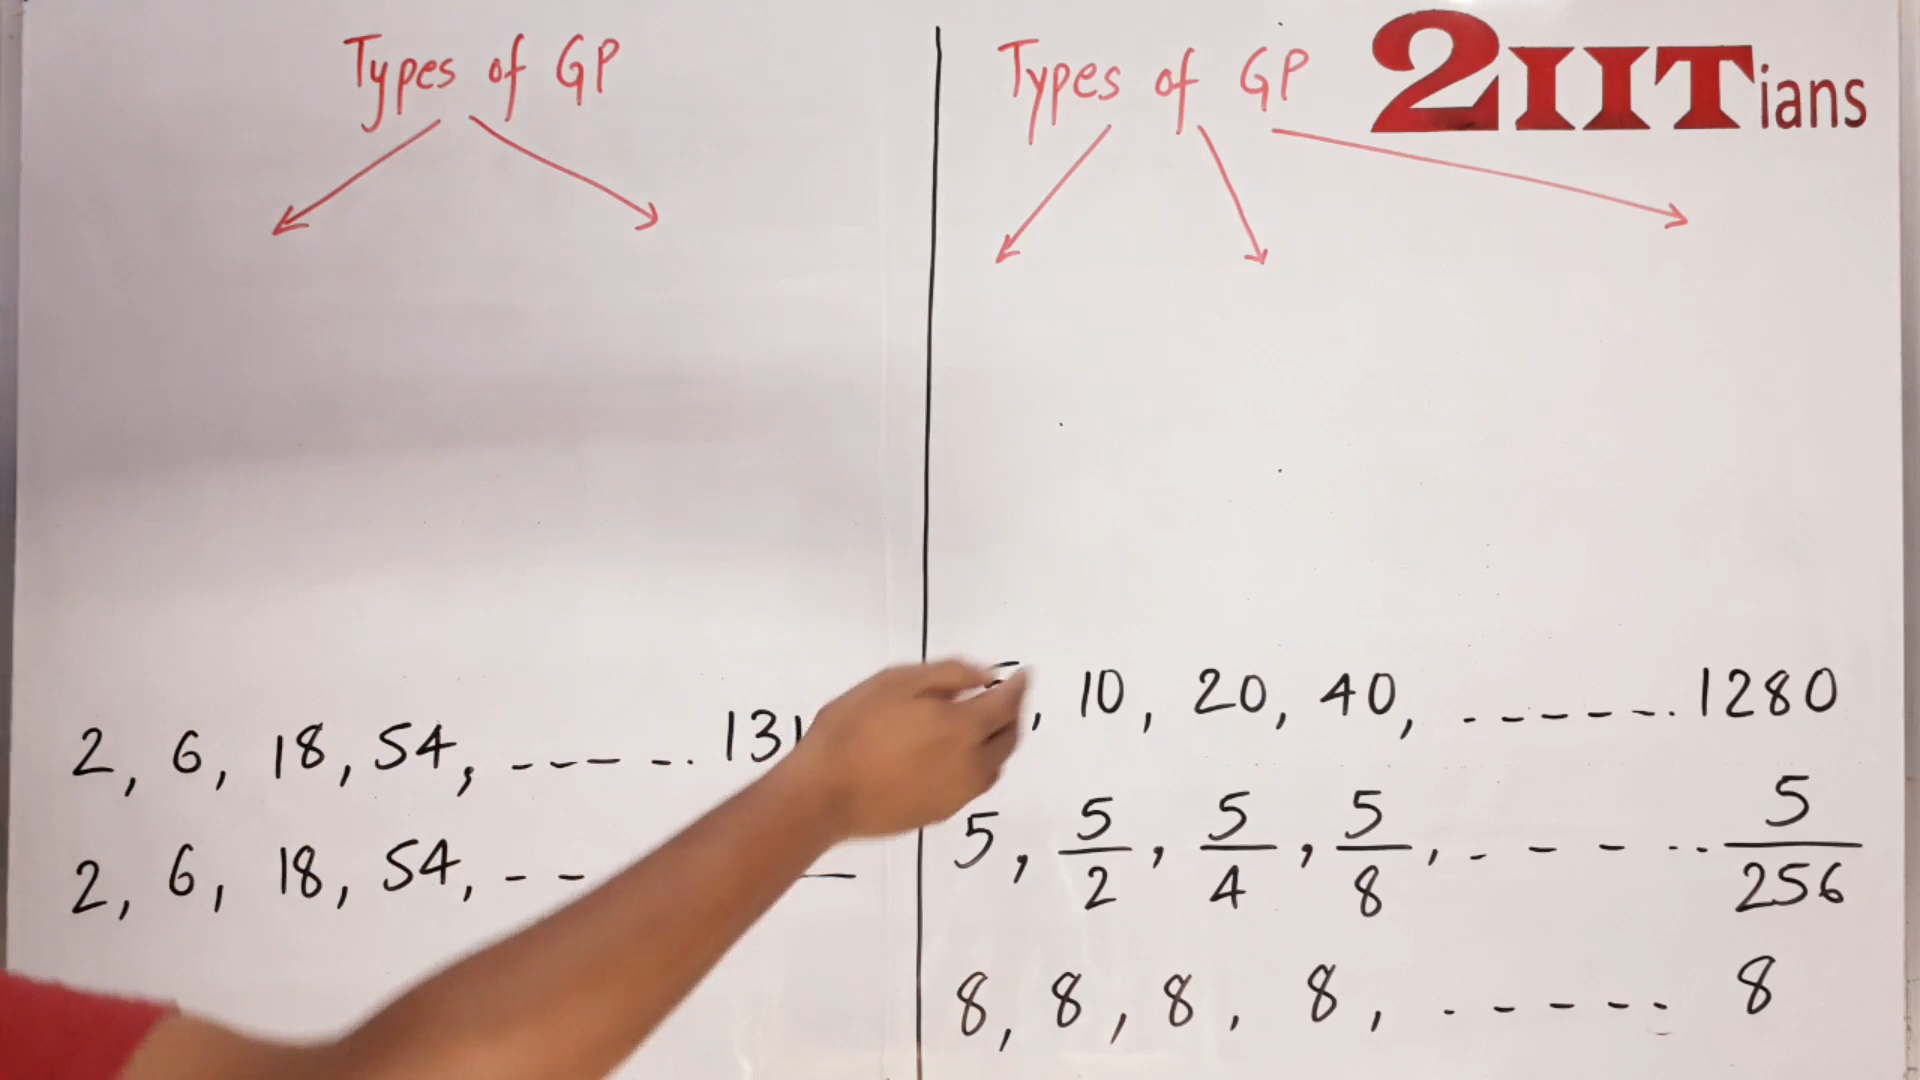 Types of GP
2, 6, 18, 54, ----- 131
2, 6, 18, 54, --
Types of GP
2IITians
, 10, 20, 40, ------ 1280
5, 5/2, 5/4, 5/8, ----- 5/256
8, 8, 8, 8, ------ 8